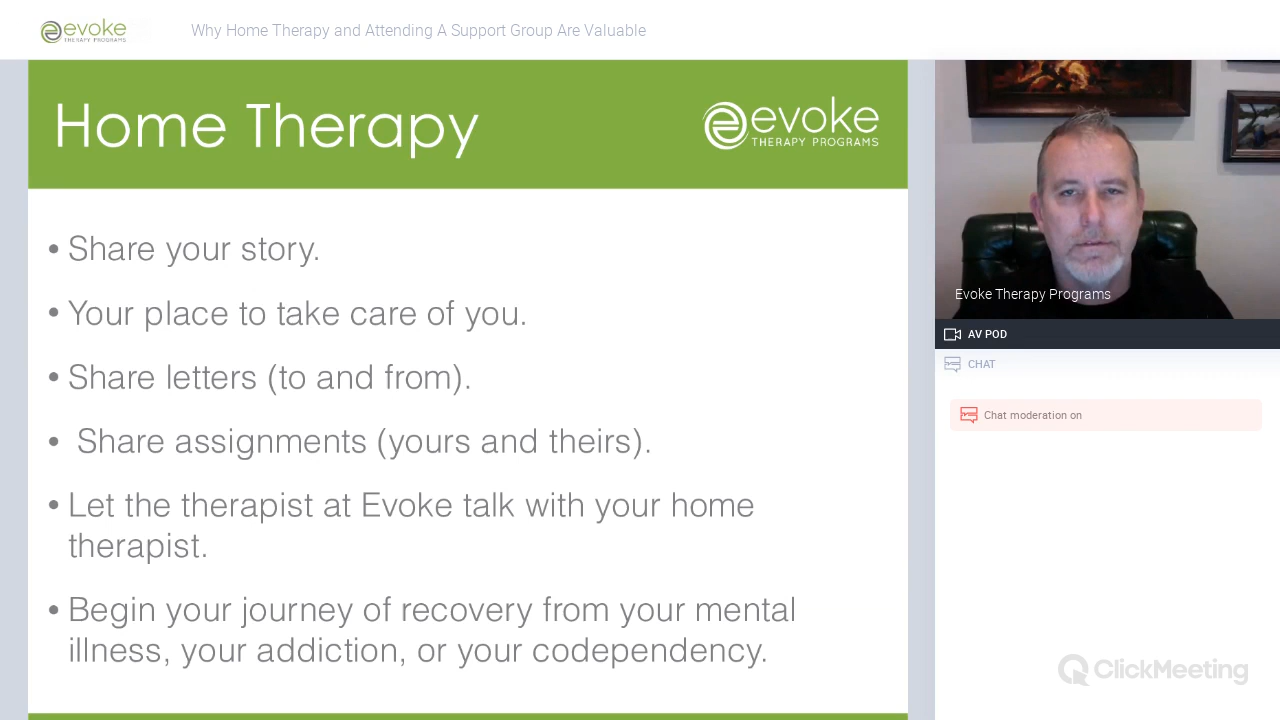 evoke
THERAPY PROGRAMS
Why Home Therapy and Attending A Support Group Are Valuable
Home Therapy
evoke
THERAPY PROGRAMS
• Share your story.
• Your place to take care of you.
• Share letters (to and from).
• Share assignments (yours and theirs).
• Let the therapist at Evoke talk with your home
therapist.
• Begin your journey of recovery from your mental
illness, your addiction, or your codependency.
Evoke Therapy Programs
AV POD
CHAT
Chat moderation on
ClickMeeting